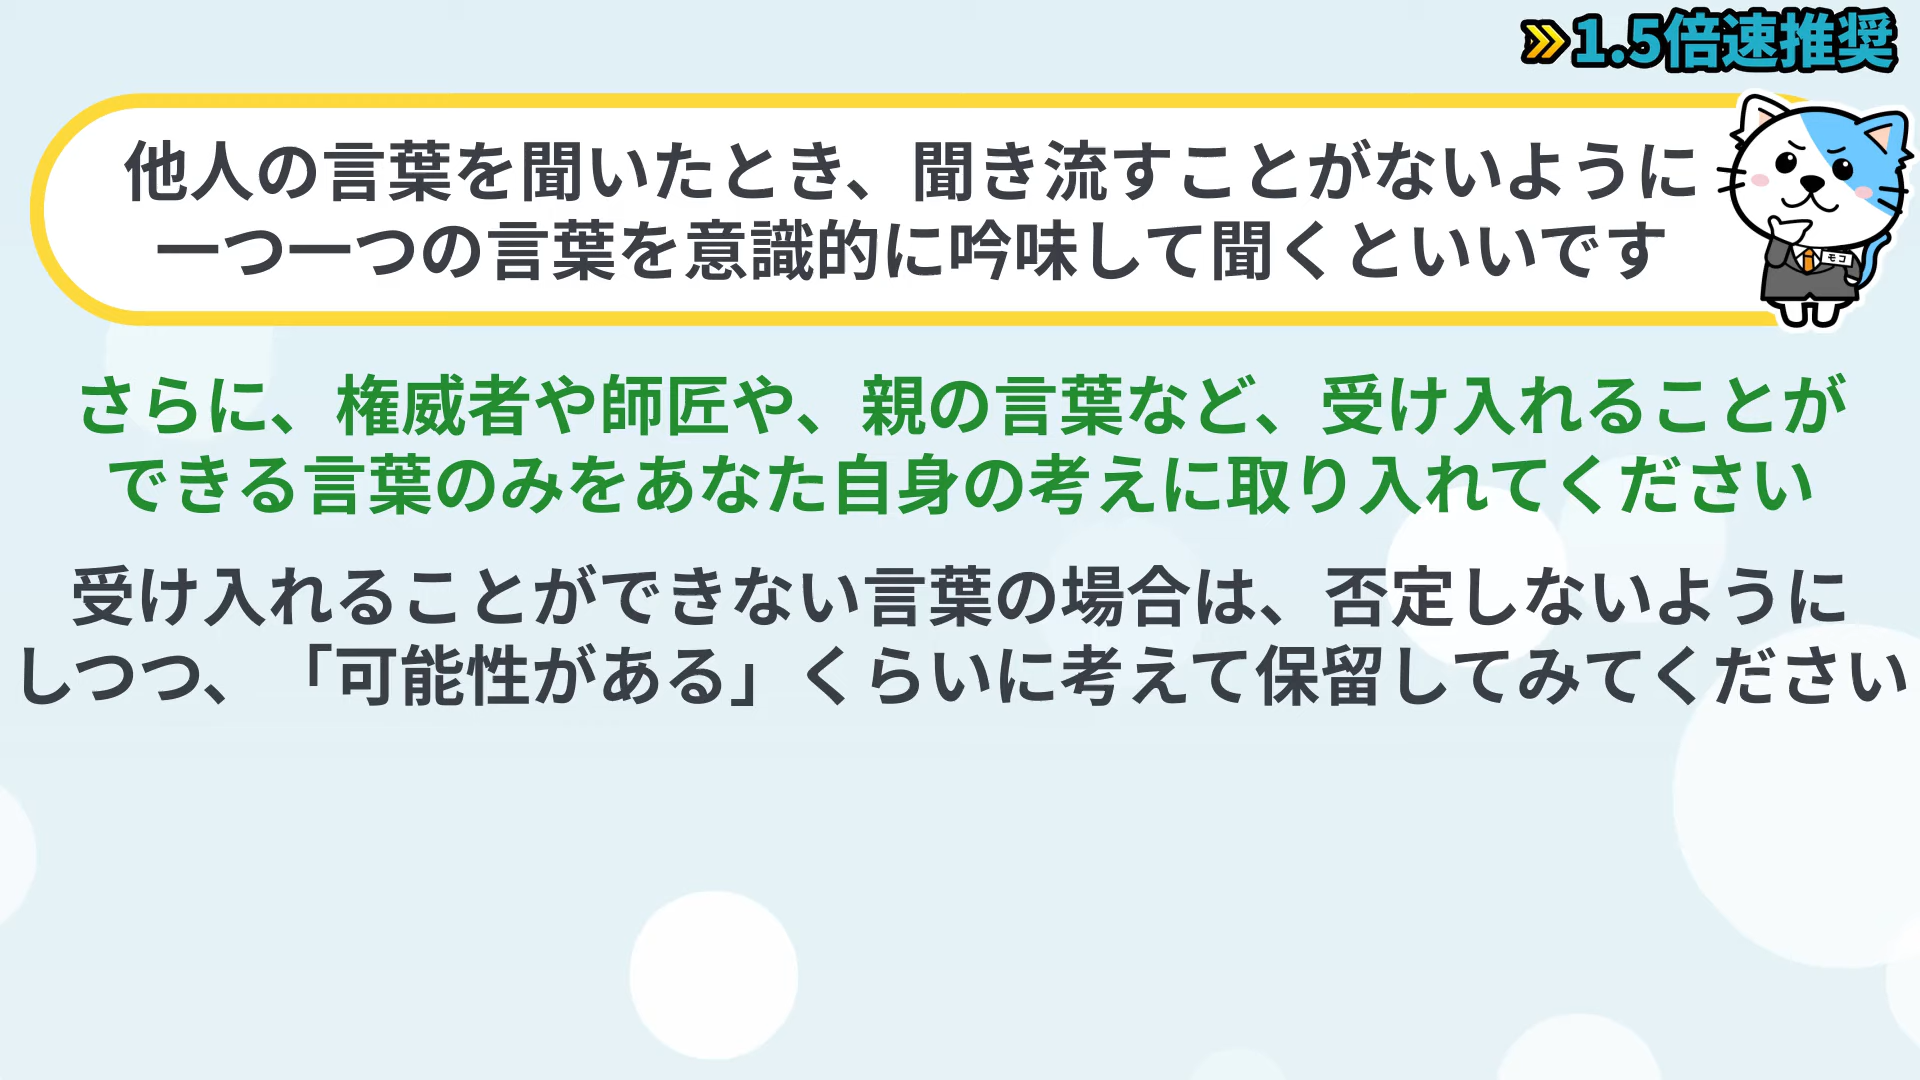 1.5倍速推奨
他人の言葉を聞いたとき、聞き流すことがないように
一つ一つの言葉を意識的に吟味して聞くといいです
モコ
さらに、権威者や師匠や、親の言葉など、受け入れることが
できる言葉のみをあなた自身の考えに取り入れてください
受け入れることができない言葉の場合は、否定しないように
しつつ、「可能性がある」くらいに考えて保留してみてください